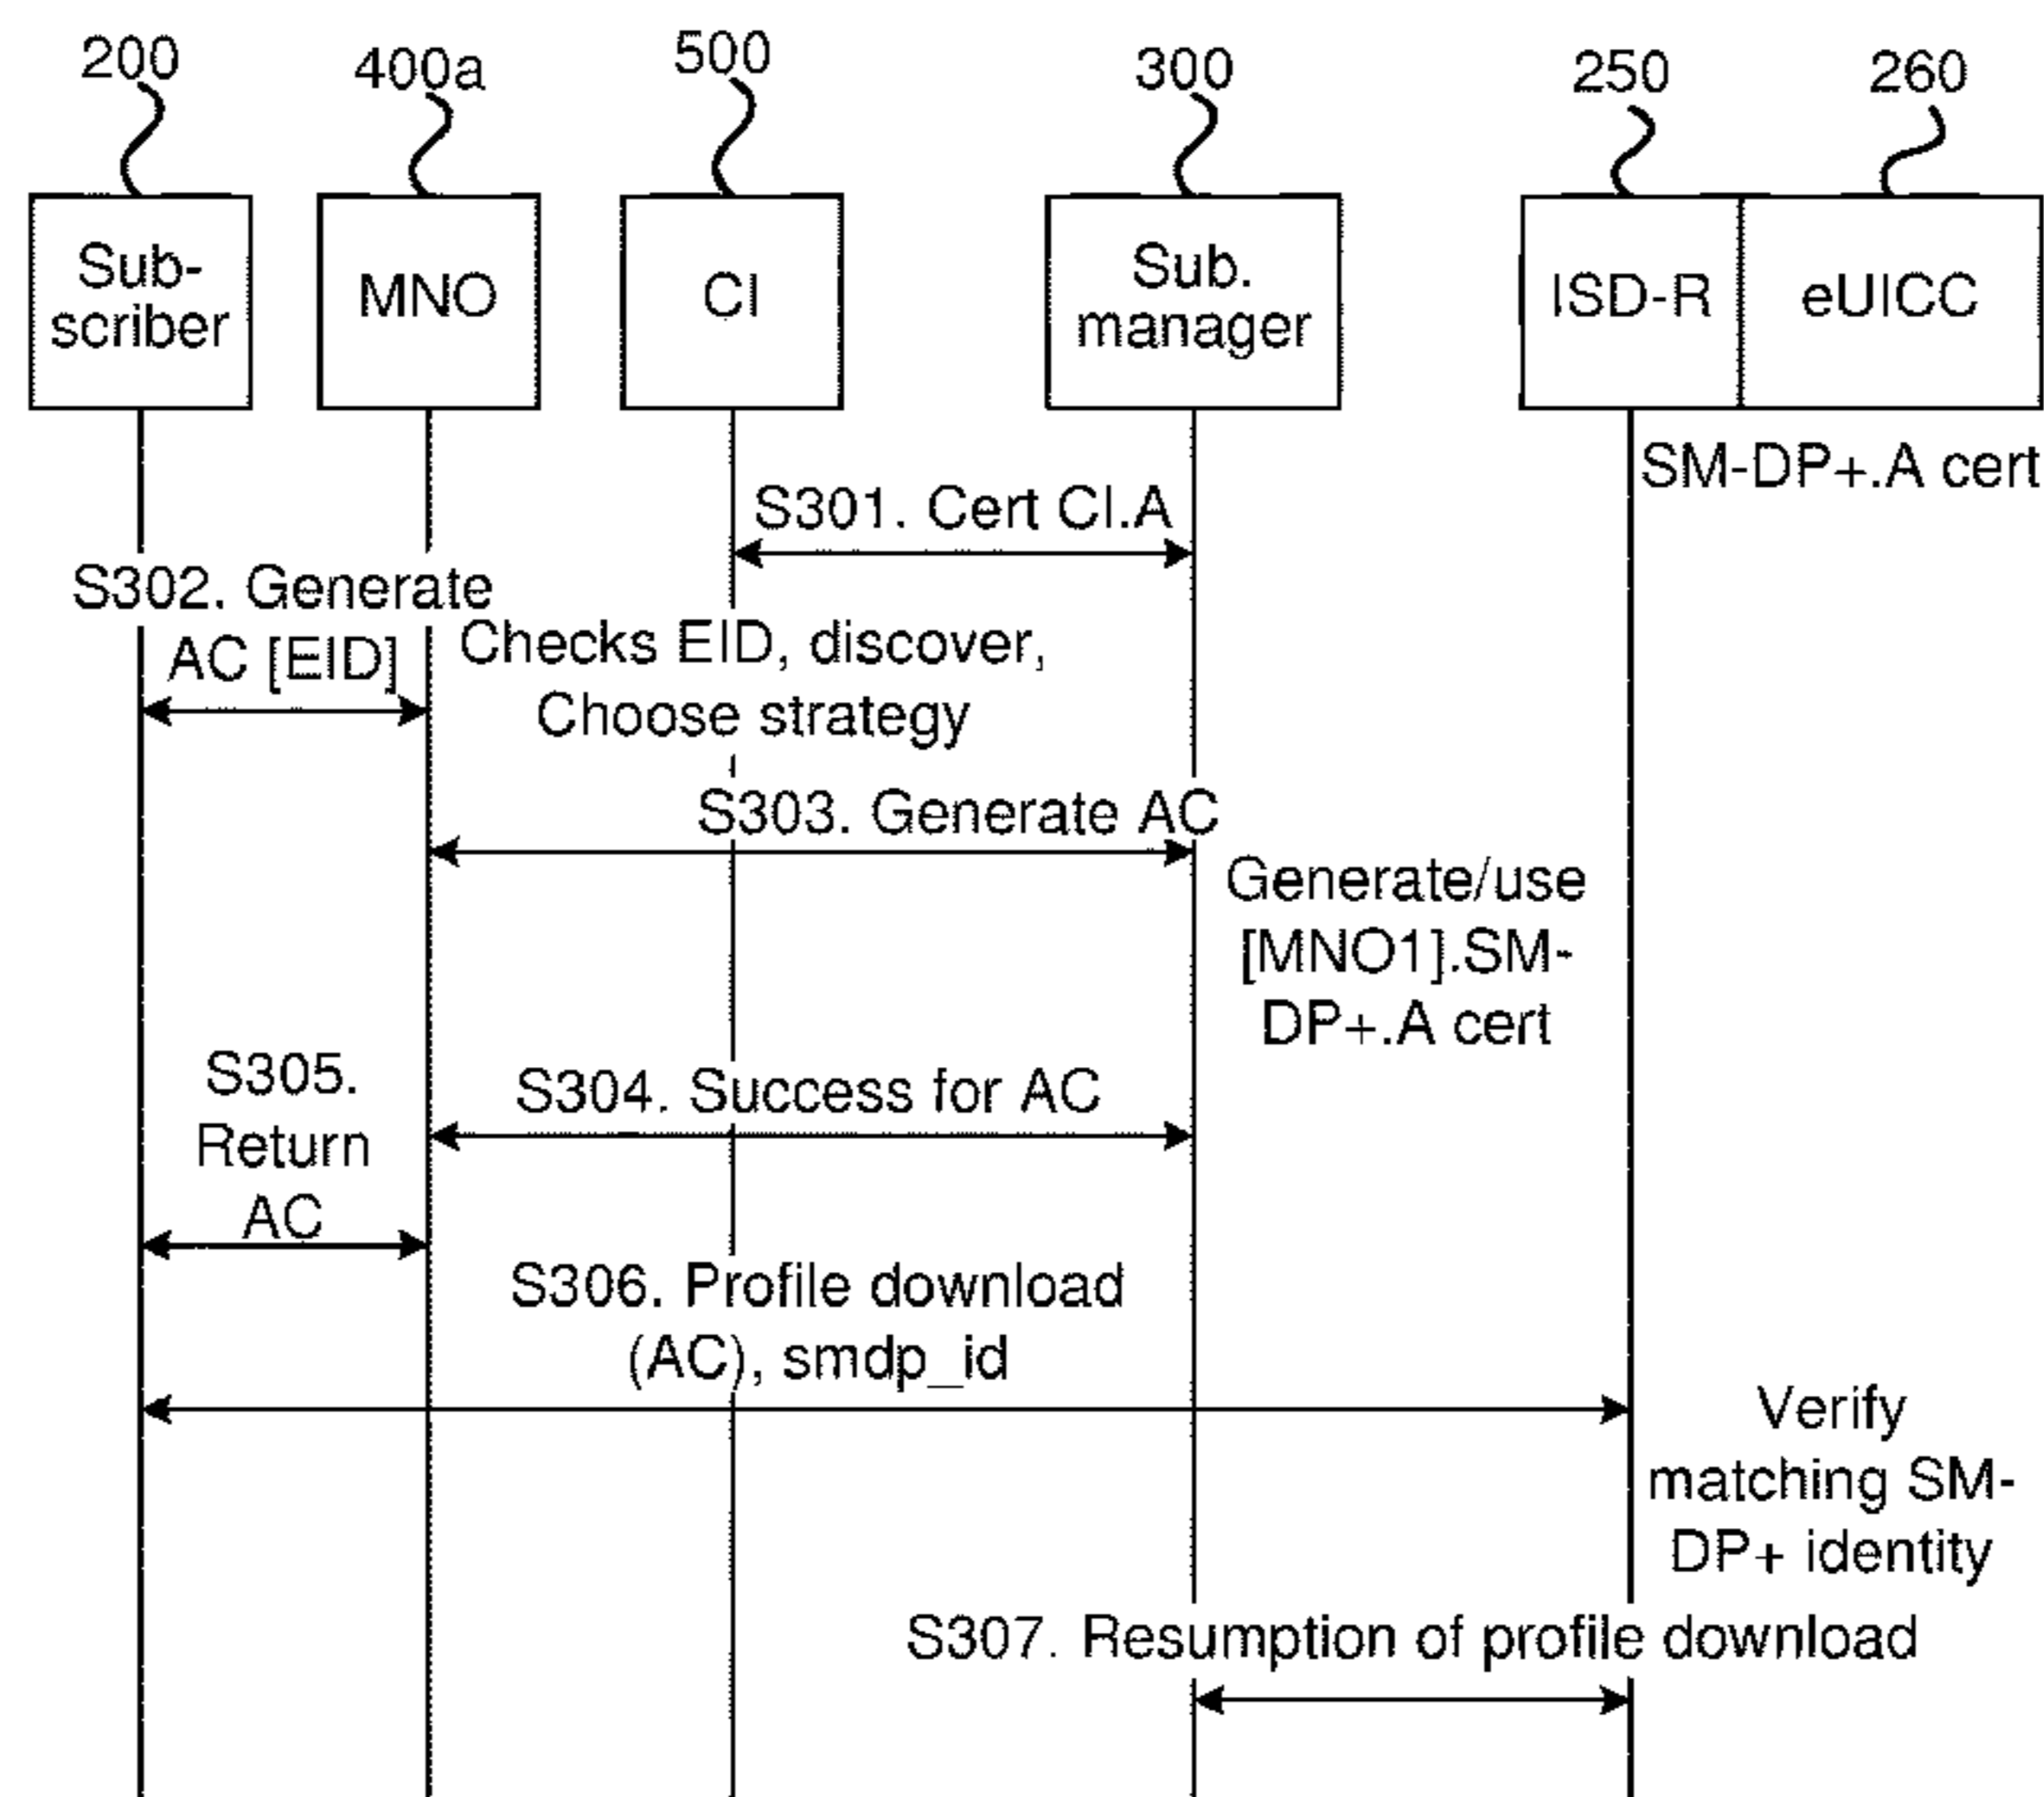 200
400a
500
300
250
260
Sub-
scriber
MNO
CI
Sub.
manager
ISD-R
eUICC
SM-DP+.A cert
S301. Cert CI.A
S302. Generate
AC [EID]
Checks EID, discover,
Choose strategy
S303. Generate AC
Generate/use
[MNO1].SM-
DP+.A cert
S304. Success for AC
S305.
Return
AC
S306. Profile download
(AC), smdp_id
Verify
matching SM-
DP+ identity
S307. Resumption of profile download